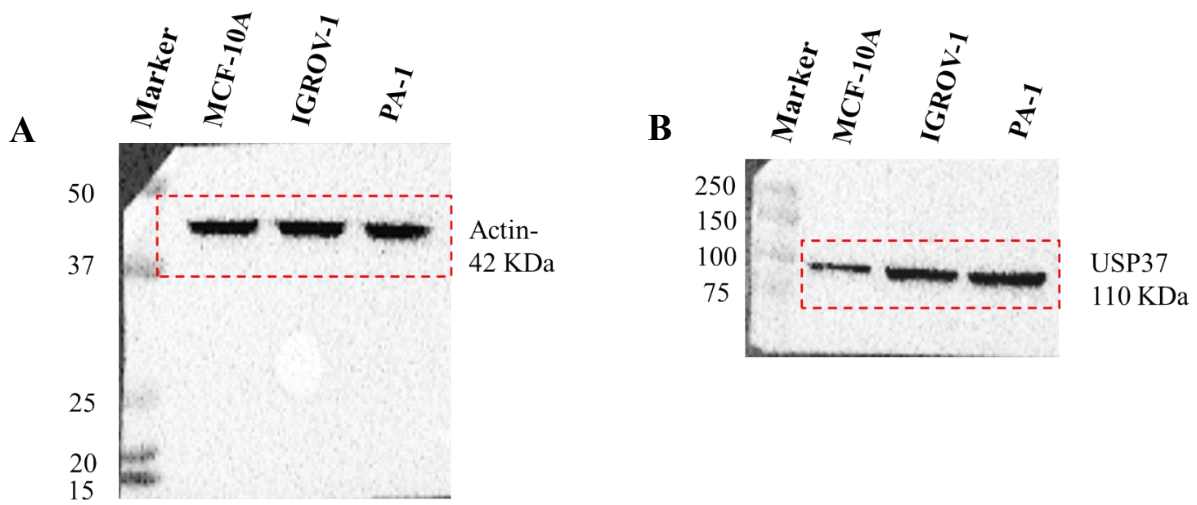 A
Marker
MCF-10A
IGROV-1
PA-1
50
37
25
20
15
Actin-
42 KDa
B
Marker
MCF-10A
IGROV-1
PA-1
250
150
100
75
USP37
110 KDa